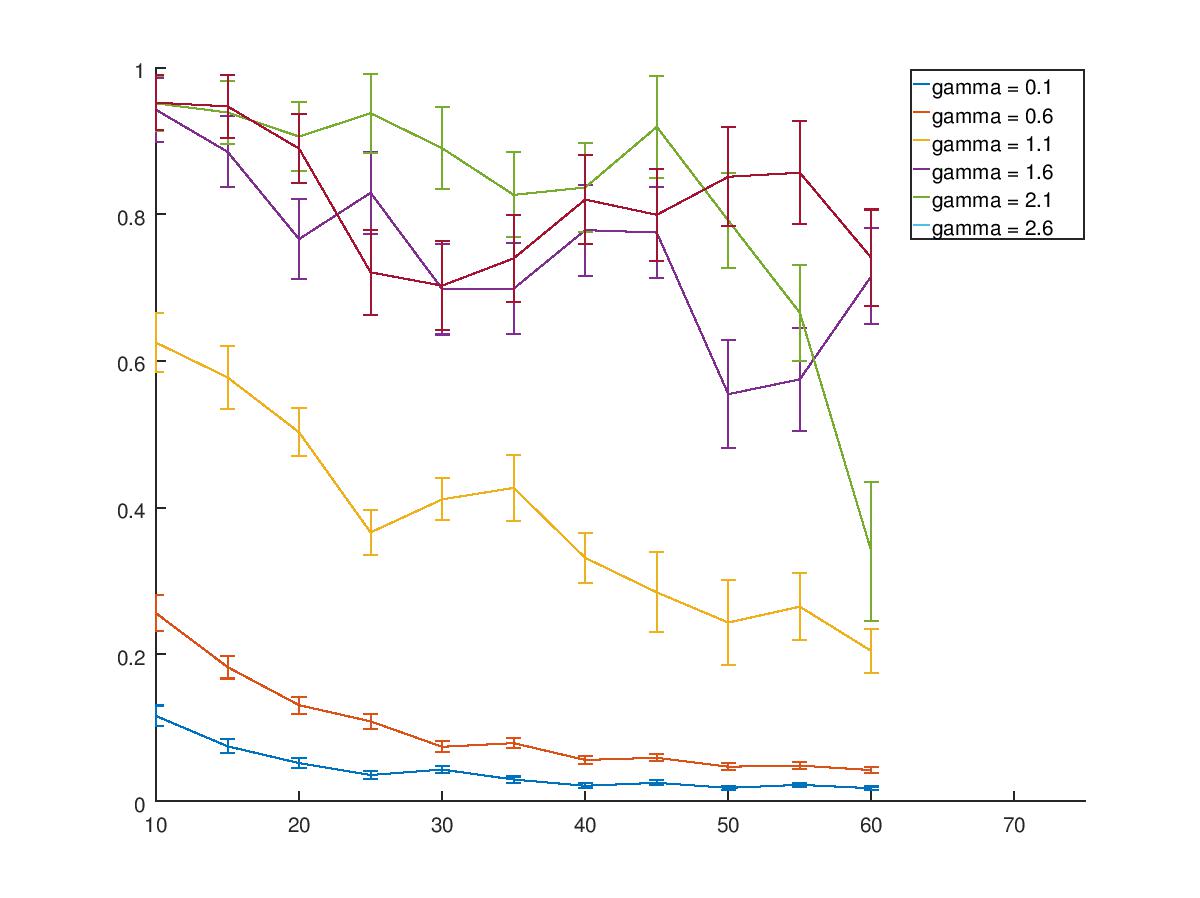 1
0.8
0.6
0.4
0.2
0
10 20 30 40 50 60 70
gamma = 0.1
gamma = 0.6
gamma = 1.1
gamma = 1.6
gamma = 2.1
gamma = 2.6